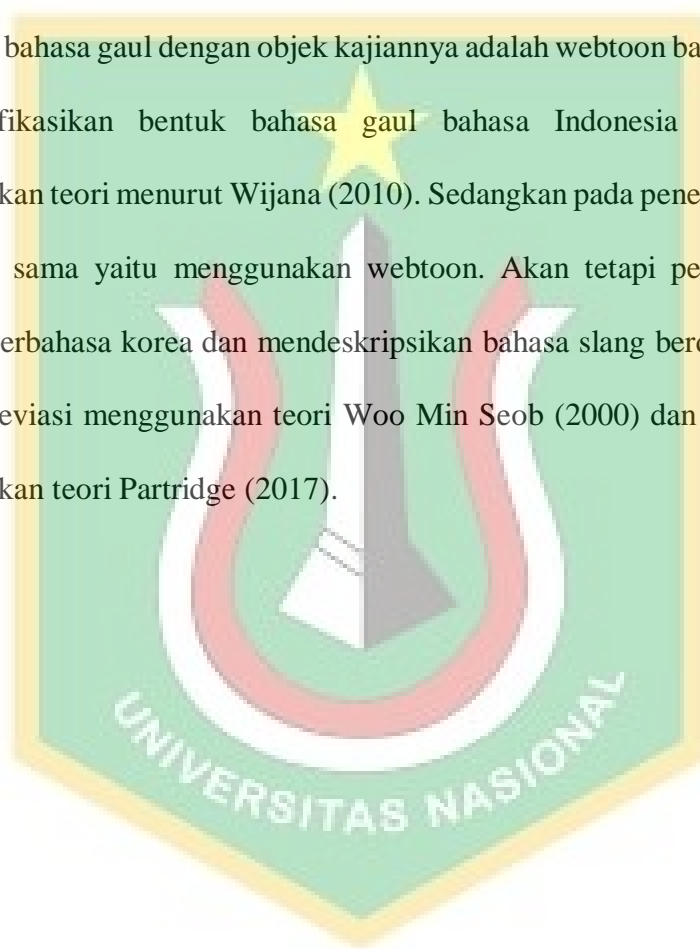 bahasa gaul dengan objek kajiannya adalah webtoon ba
fikasikan bentuk bahasa gaul bahasa Indonesia
kan teori menurut Wijana (2010). Sedangkan pada pene
sama yaitu menggunakan webtoon. Akan tetapi pe
erbahasa korea dan mendeskripsikan bahasa slang berd
eviasi menggunakan teori Woo Min Seob (2000) dan
kan teori Partridge (2017).
UNIVERSITAS NASIONAL